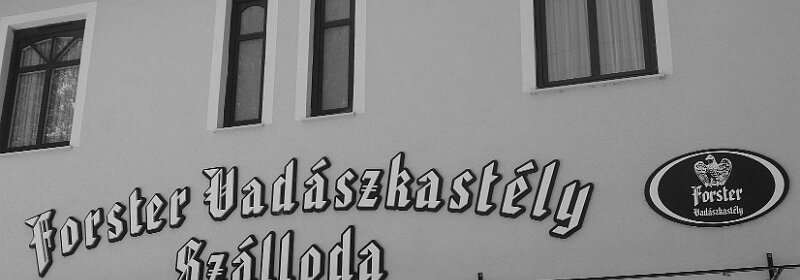 Forster Vadászkastély
Szálloda
Forster
Vadászkastély